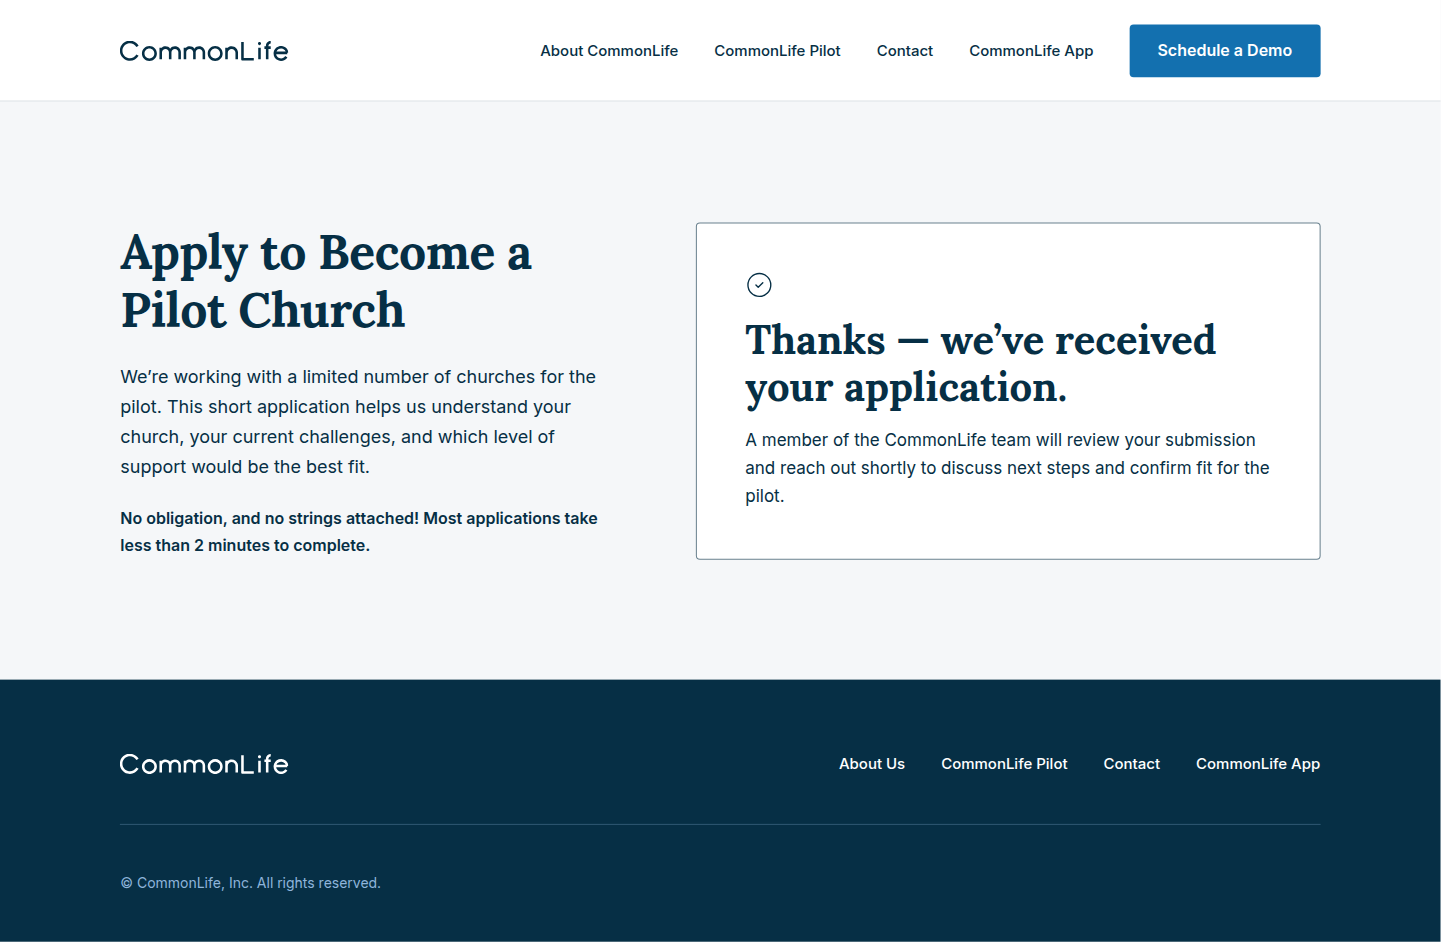 CommonLife
About CommonLife
CommonLife Pilot
Contact
CommonLife App
Schedule a Demo
Apply to Become a
Pilot Church
We’re working with a limited number of churches for the
pilot. This short application helps us understand your
church, your current challenges, and which level of
support would be the best fit.
No obligation, and no strings attached! Most applications take
less than 2 minutes to complete.
Thanks — we’ve received
your application.
A member of the CommonLife team will review your submission
and reach out shortly to discuss next steps and confirm fit for the
pilot.
CommonLife
About Us
CommonLife Pilot
Contact
CommonLife App
© CommonLife, Inc. All rights reserved.